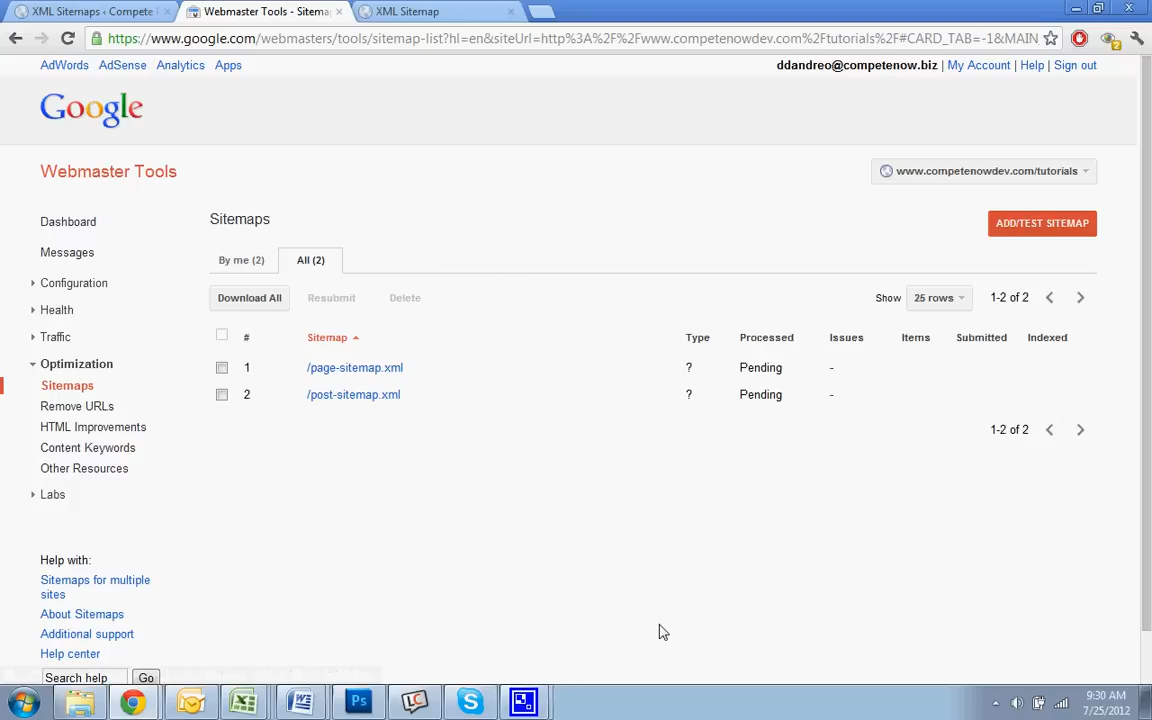 XML Sitemaps ‹ Compete
Webmaster Tools - Sitema
XML Sitemap
https://www.google.com/webmasters/tools/sitemap-list?hl=en&siteUrl=http%3A%2F%2Fwww.competenowdev.com%2Ftutorials%2F#CARD_TAB=-1&MAIN_
2
AdWords AdSense Analytics Apps
ddandreo@competenow.biz | My Account | Help | Sign out
Google
Webmaster Tools
www.competenowdev.com/tutorials
Dashboard
Messages
Configuration
Health
Traffic
Optimization
Sitemaps
Remove URLs
HTML Improvements
Content Keywords
Other Resources
Labs
Help with:
Sitemaps for multiple
sites
About Sitemaps
Additional support
Help center
Search help Go
Sitemaps
ADD/TEST SITEMAP
By me (2) All (2)
Download All Resubmit Delete
Show 25 rows 1-2 of 2
# Sitemap Type Processed Issues Items Submitted Indexed
1 /page-sitemap.xml ? Pending -
2 /post-sitemap.xml ? Pending -
1-2 of 2
W Ps LC S
9:30 AM
7/25/2012